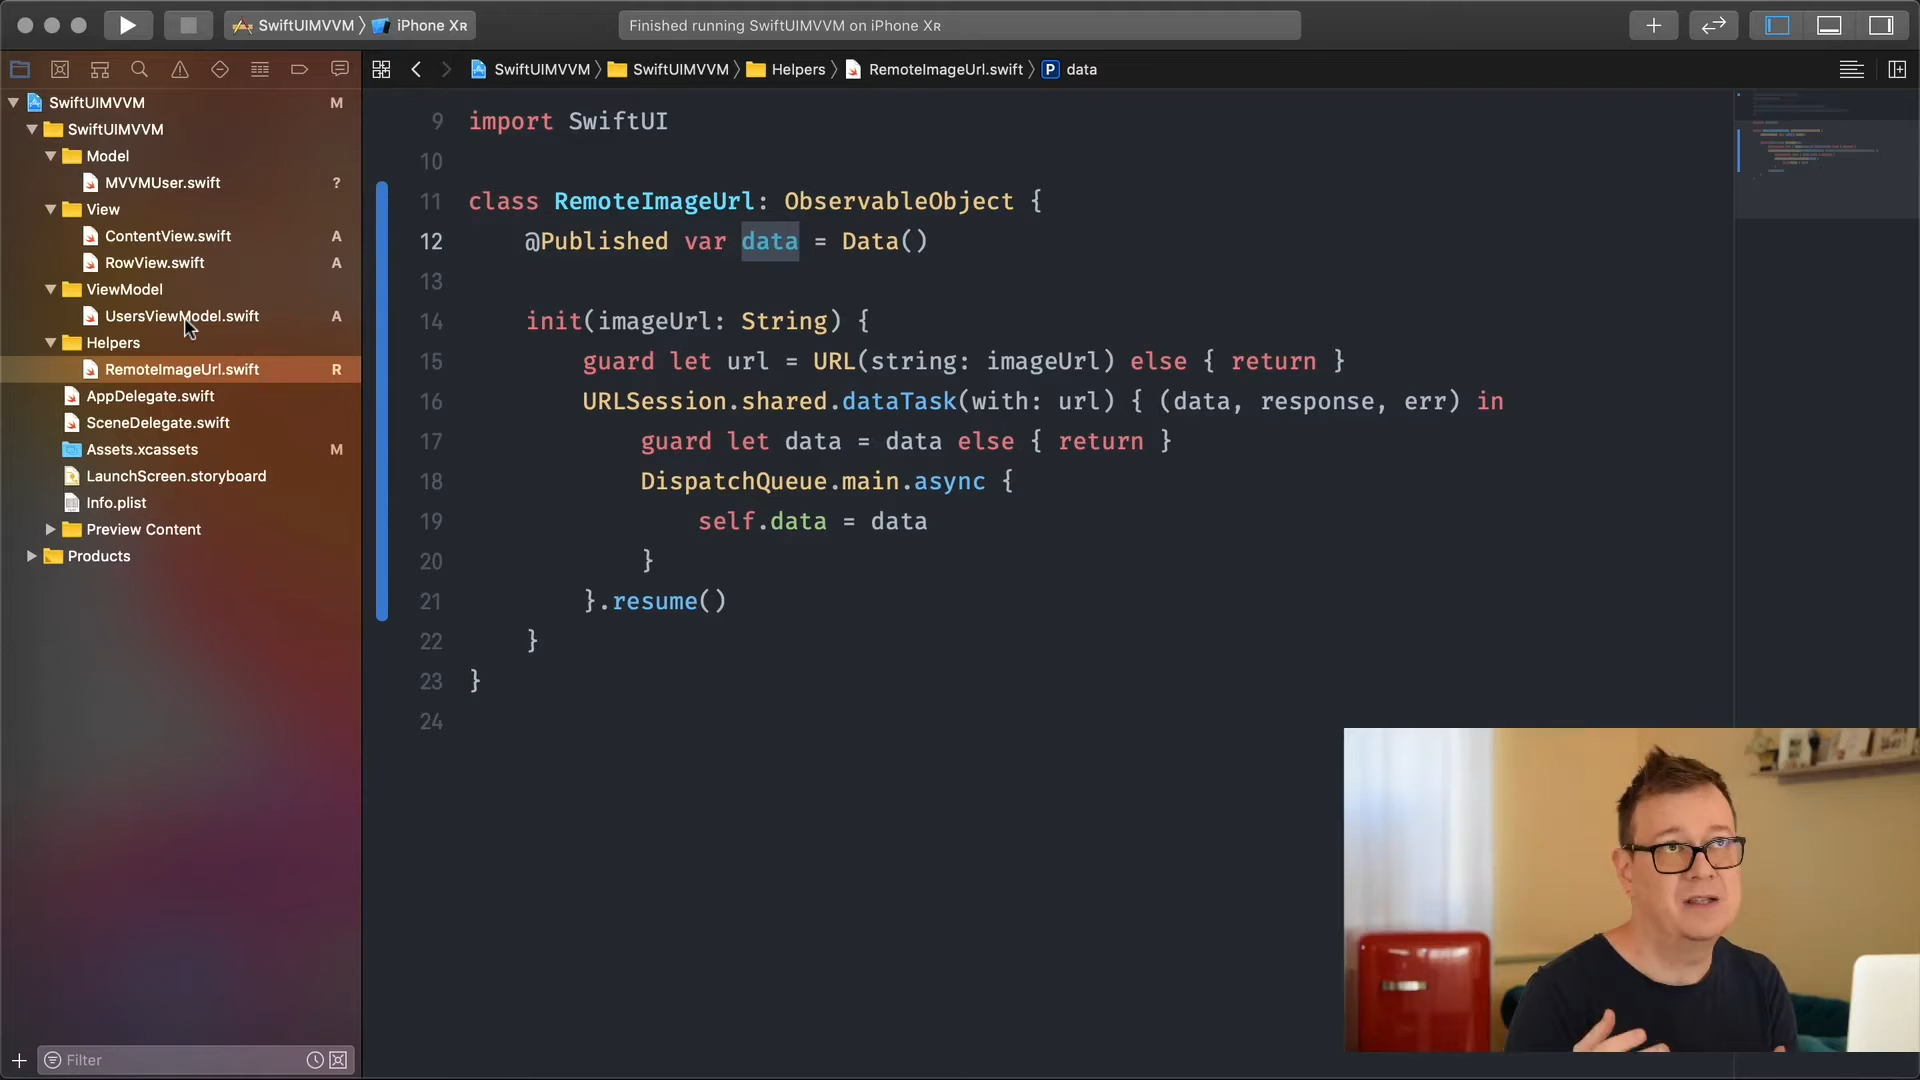 SwiftUIMVVM 〉 iPhone Xʀ
Finished running SwiftUIMVVM on iPhone Xʀ
SwiftUIMVVM 〉 SwiftUIMVVM 〉 Helpers 〉 RemoteImageUrl.swift 〉 P data
SwiftUIMVVM M
SwiftUIMVVM
Model
MVVMUser.swift ?
View
ContentView.swift A
RowView.swift A
ViewModel
UsersViewModel.swift A
Helpers
RemoteImageUrl.swift R
AppDelegate.swift
SceneDelegate.swift
Assets.xcassets M
LaunchScreen.storyboard
Info.plist
Preview Content
Products
Filter
9 import SwiftUI
10
11 class RemoteImageUrl: ObservableObject {
12 @Published var data = Data()
13
14 init(imageUrl: String) {
15 guard let url = URL(string: imageUrl) else { return }
16 URLSession.shared.dataTask(with: url) { (data, response, err) in
17 guard let data = data else { return }
18 DispatchQueue.main.async {
19 self.data = data
20 }
21 }.resume()
22 }
23 }
24